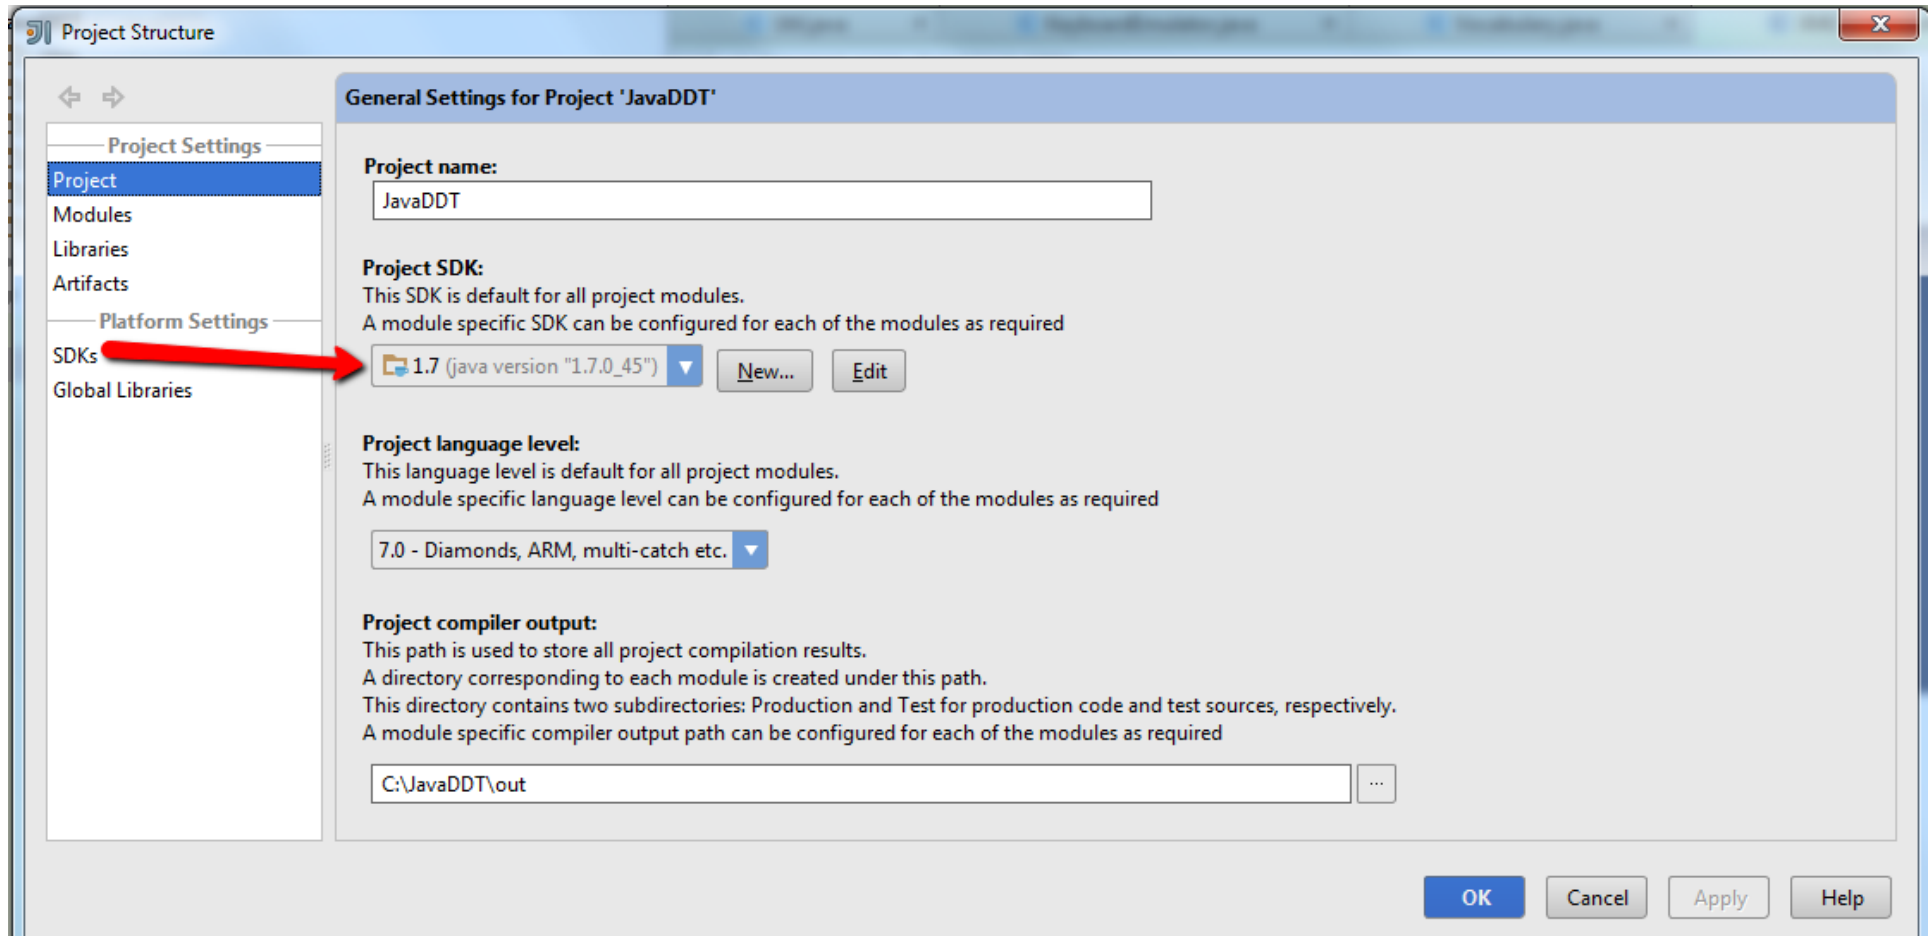 Project Structure
General Settings for Project 'JavaDDT'
Project Settings
Project
Modules
Libraries
Artifacts
Platform Settings
SDKs
Global Libraries
Project name:
JavaDDT
Project SDK:
This SDK is default for all project modules.
A module specific SDK can be configured for each of the modules as required
1.7 (java version "1.7.0_45")
New...
Edit
Project language level:
This language level is default for all project modules.
A module specific language level can be configured for each of the modules as required
7.0 - Diamonds, ARM, multi-catch etc.
Project compiler output:
This path is used to store all project compilation results.
A directory corresponding to each module is created under this path.
This directory contains two subdirectories: Production and Test for production code and test sources, respectively.
A module specific compiler output path can be configured for each of the modules as required
C:\JavaDDT\out
...
OK
Cancel
Apply
Help